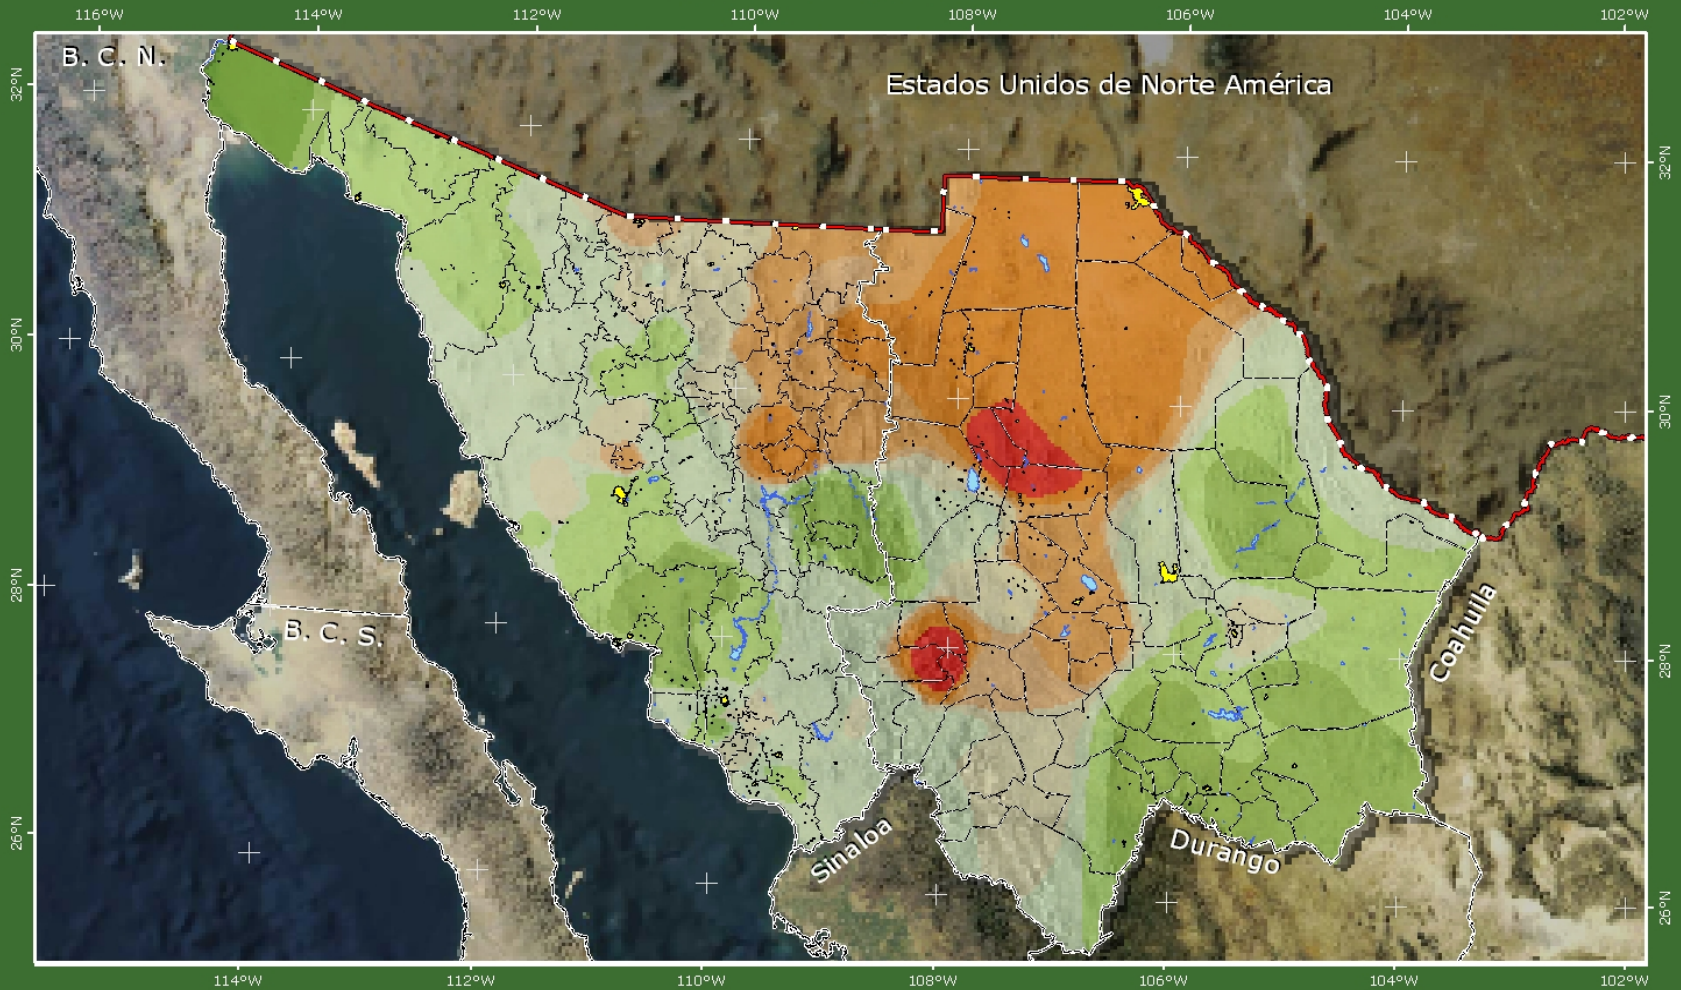 116°W 114°W 112°W 110°W 108°W 106°W 104°W 102°W
B. C. N.
Estados Unidos de Norte América
32°N
32°N
30°N
30°N
28°N
28°N
B. C. S.
Coahuila
Sinaloa
Durango
26°N
26°N
114°W 112°W 110°W 108°W 106°W 104°W 102°W